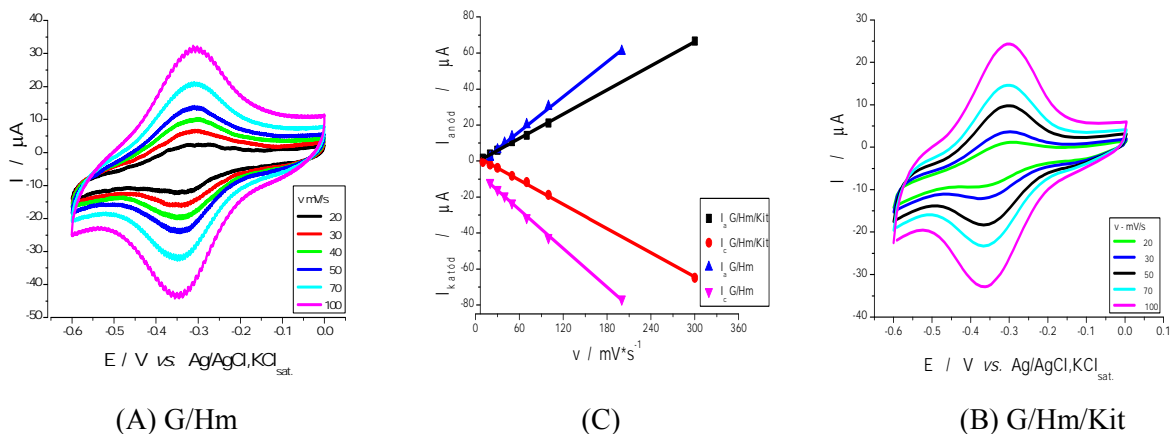 40
30
20
10
0
-10
-20
-30
-40
-50
I / µA
v mV/s
20
30
40
50
70
100
-0.6 -0.5 -0.4 -0.3 -0.2 -0.1 0.0
E / V vs. Ag/AgCl,KCl sat.
(A) G/Hm
80
60
40
20
0
-20
-40
-60
-80
I anód / µA
I katód / µA
I a G/Hm/Kit
I c G/Hm/Kit
I a G/Hm
I c G/Hm
0 60 120 180 240 300 360
v / mV*s-1
(C)
30
20
10
0
-10
-20
-30
-40
I / µA
v - mV/s
20
30
50
70
100
-0.6 -0.5 -0.4 -0.3 -0.2 -0.1 0.0 0.1
E / V vs. Ag/AgCl,KCl sat.
(B) G/Hm/Kit